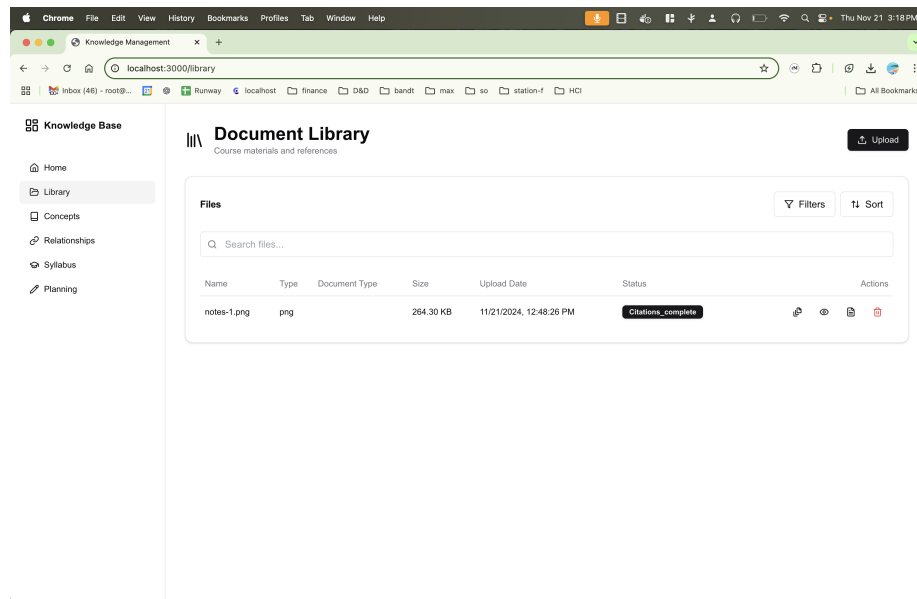 Chrome File Edit View History Bookmarks Profiles Tab Window Help Thu Nov 21 3:18 PM
Knowledge Management
localhost:3000/library
Inbox (46) - root@... Runway localhost finance D&D bandt max so station-f HCI All Bookmarks
Knowledge Base
Home
Library
Concepts
Relationships
Syllabus
Planning
Document Library
Course materials and references
Upload
Files
Filters
Sort
Search files...
Name Type Document Type Size Upload Date Status Actions
notes-1.png png 264.30 KB 11/21/2024, 12:48:26 PM Citations_complete